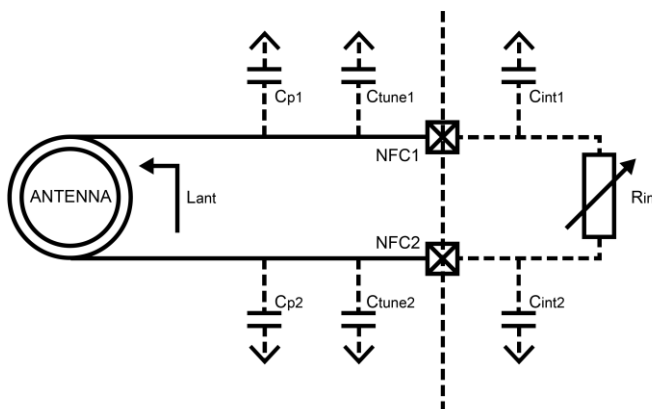 Cp1
Ctune1
Cint1
NFC1
ANTENNA
Lant
Rin
NFC2
Cp2
Ctune2
Cint2